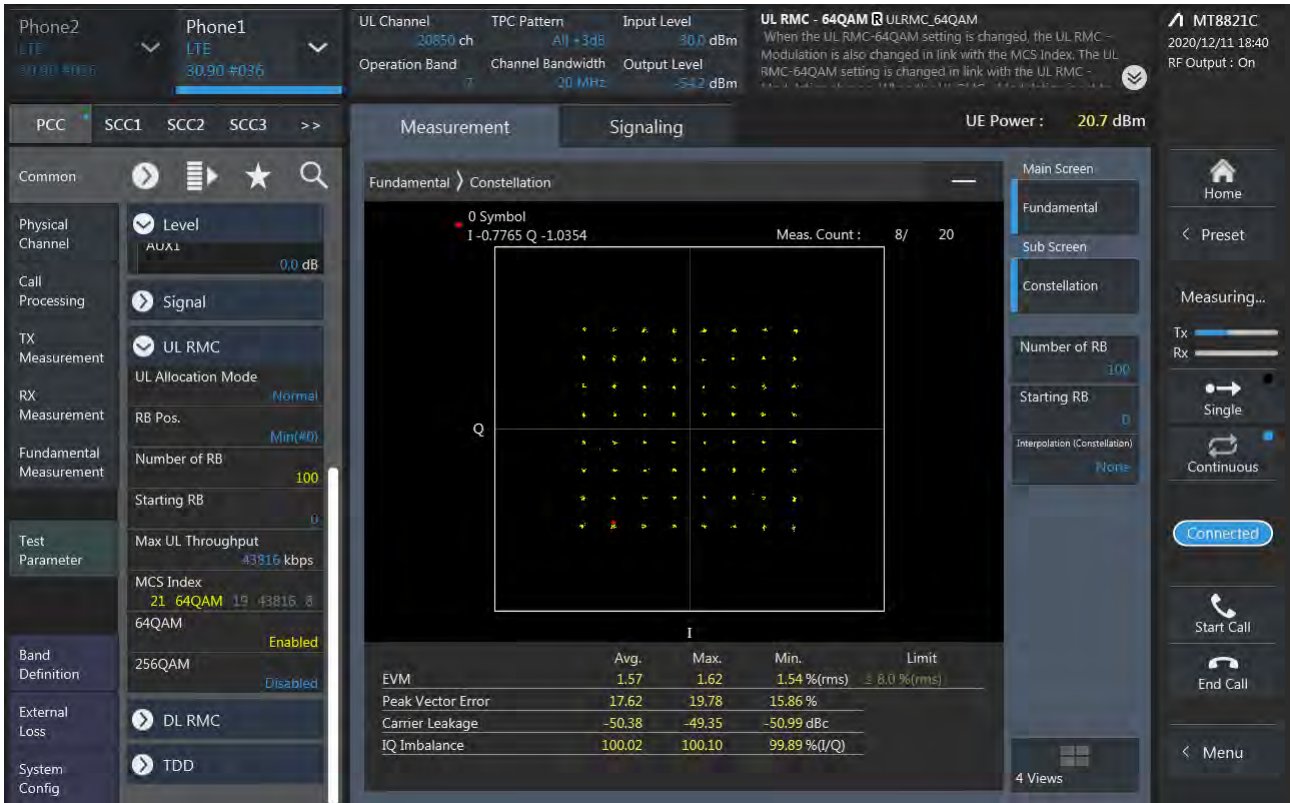 Phone2
LTE
30.90 #036
Phone1
LTE
30.90 #036
UL Channel
20850 ch
TPC Pattern
All +3dB
Input Level
30.0 dBm
Operation Band
7
Channel Bandwidth
20 MHz
Output Level
-54.2 dBm
UL RMC - 64QAM R ULRMC_64QAM
When the UL RMC-64QAM setting is changed, the UL RMC -
Modulation is also changed in link with the MCS Index. The UL
RMC-64QAM setting is changed in link with the UL RMC -
MT8821C
2020/12/11 18:40
RF Output : On
PCC SCC1 SCC2 SCC3 >>
Measurement
Signaling
UE Power : 20.7 dBm
Common
Physical
Channel
Call
Processing
TX
Measurement
RX
Measurement
Fundamental
Measurement
Test
Parameter
Band
Definition
External
Loss
System
Config
Level
AUX1
0.0 dB
Signal
UL RMC
UL Allocation Mode
Normal
RB Pos.
Min(#0)
Number of RB
100
Starting RB
0
Max UL Throughput
43816 kbps
MCS Index
21 64QAM 19 43816 8
64QAM
Enabled
256QAM
Disabled
DL RMC
TDD
Fundamental 〉 Constellation
0 Symbol
I -0.7765 Q -1.0354
Meas. Count : 8/ 20
Q
I
Avg. Max. Min. Limit
EVM 1.57 1.62 1.54 %(rms) ≤ 8.0 %(rms)
Peak Vector Error 17.62 19.78 15.86 %
Carrier Leakage -50.38 -49.35 -50.99 dBc
IQ Imbalance 100.02 100.10 99.89 %(I/Q)
Main Screen
Fundamental
Sub Screen
Constellation
Number of RB
100
Starting RB
0
Interpolation (Constellation)
None
4 Views
Home
< Preset
Measuring...
Tx
Rx
Single
Continuous
Connected
Start Call
End Call
< Menu